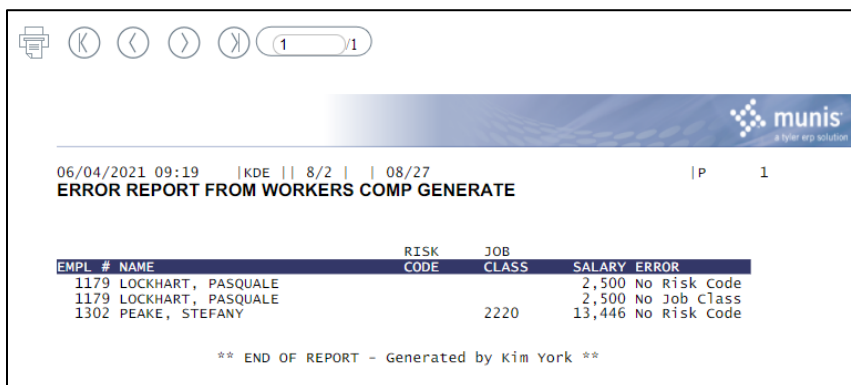 1 /1
munis
a tyler erp solution
06/04/2021 09:19 |KDE || 8/2 | | 08/27 |P 1
ERROR REPORT FROM WORKERS COMP GENERATE
RISK JOB
EMPL # NAME CODE CLASS SALARY ERROR
1179 LOCKHART, PASQUALE 2,500 No Risk Code
1179 LOCKHART, PASQUALE 2,500 No Job Class
1302 PEAKE, STEFANY 2220 13,446 No Risk Code
** END OF REPORT - Generated by Kim York **